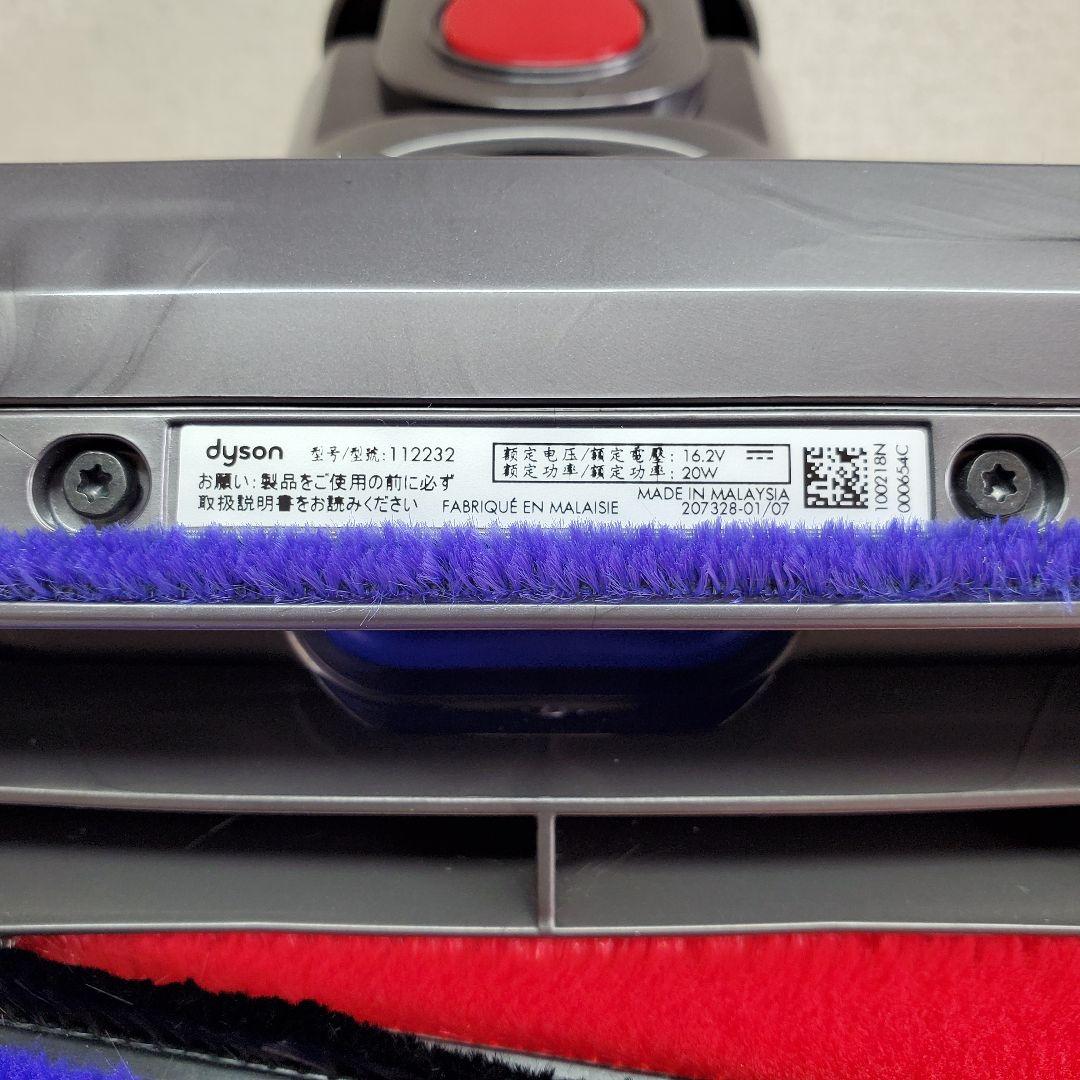 dyson 型号/型號:112232
お願い:製品をご使用の前に必ず
取扱説明書をお読みください
FABRIQUÉ EN MALAISIE
额定电压/額定電壓:16.2V
额定功率/額定功率:20W
MADE IN MALAYSIA
207328-01/07
100218N
000654C